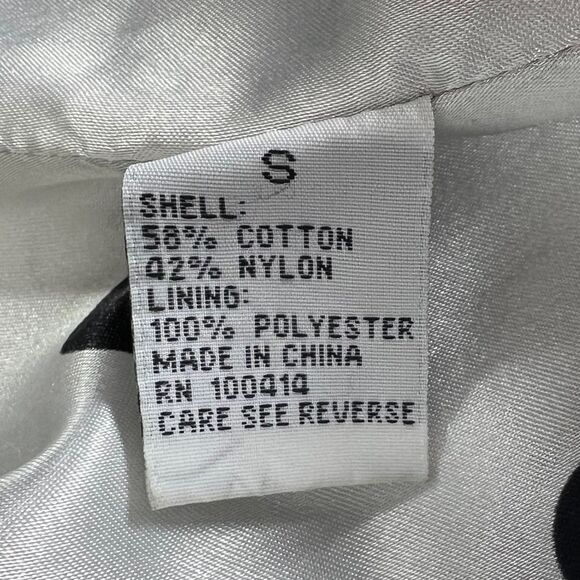 S
SHELL:
58% COTTON
42% NYLON
LINING:
100% POLYESTER
MADE IN CHINA
RN 100414
CARE SEE REVERSE